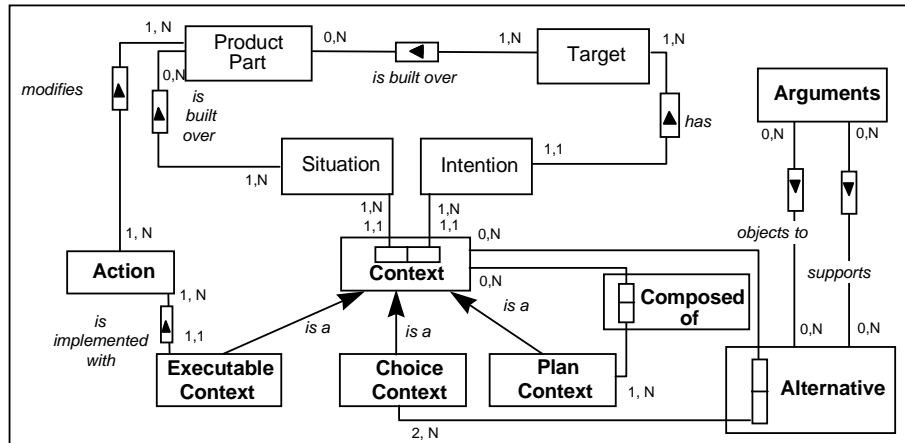 1, N
Product
Part
0,N
1,N
Target
1,N
0,N
is built over
is
built
over
modifies
Arguments
has
0,N
0,N
Situation
Intention
1,1
1,N
1,N
1,N
1,1
1,1
objects to
0,N
1, N
Context
0,N
supports
Action
Composed
of
1, N
is
implemented
with
1,1
is a
is a
is a
0,N
0,N
Executable
Context
Choice
Context
Plan
Context
1, N
Alternative
2, N